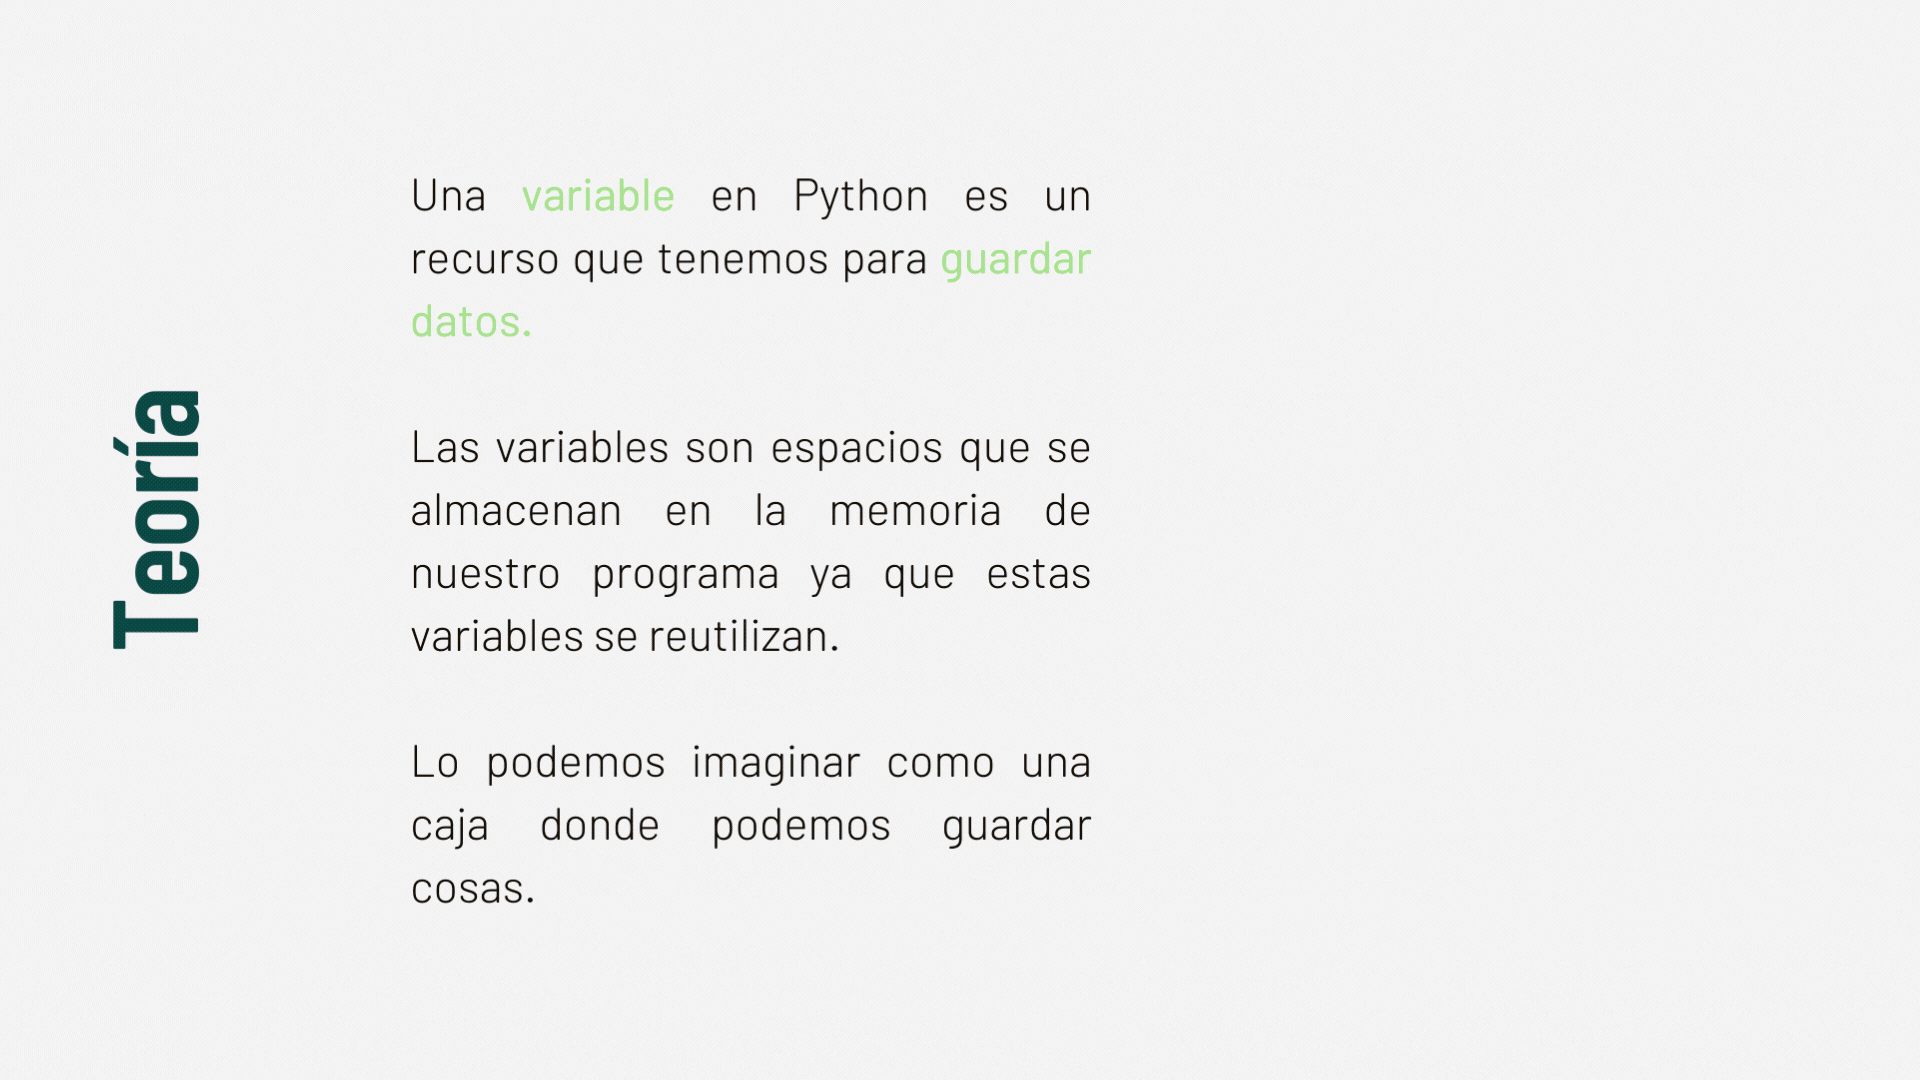 Teoría
Una variable en Python es un
recurso que tenemos para guardar
datos.
Las variables son espacios que se
almacenan en la memoria de
nuestro programa ya que estas
variables se reutilizan.
Lo podemos imaginar como una
caja donde podemos guardar
cosas.